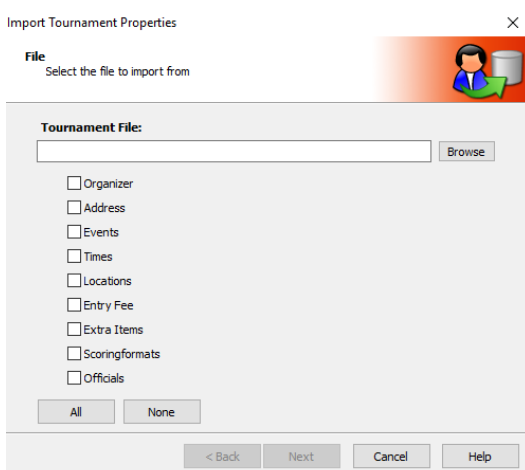 Import Tournament Properties
File
Select the file to import from
Tournament File:
Browse
Organizer
Address
Events
Times
Locations
Entry Fee
Extra Items
Scoringformats
Officials
All None
< Back Next Cancel Help